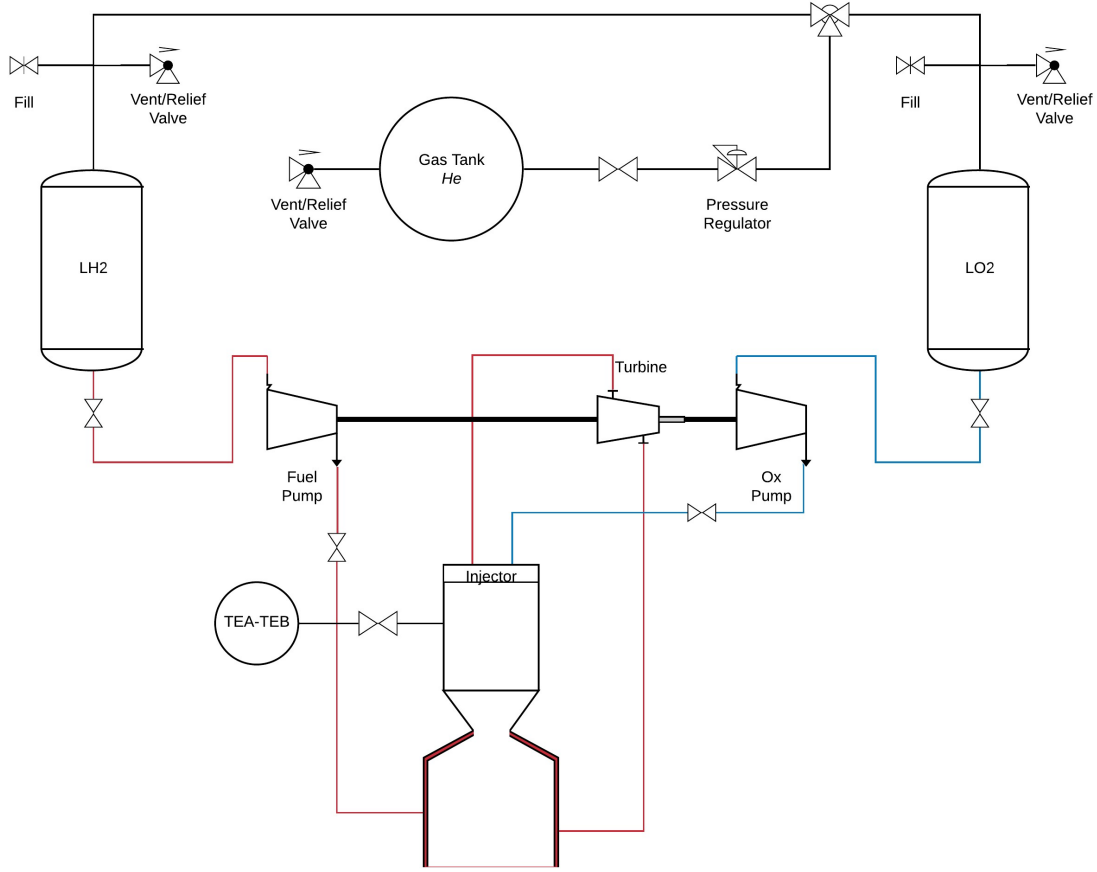 Fill
Vent/Relief
Valve
Gas Tank
He
Fill
Vent/Relief
Valve
Vent/Relief
Valve
Pressure
Regulator
LH2
LO2
Turbine
Fuel
Pump
Ox
Pump
Injector
TEA-TEB